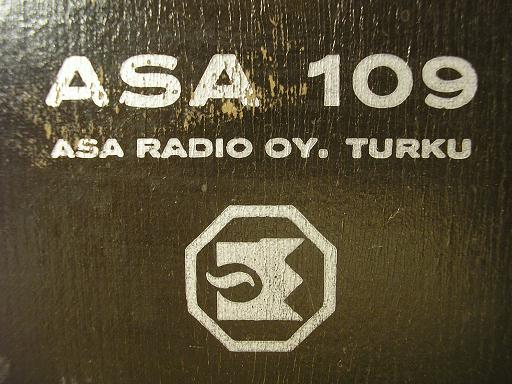 ASA 109
ASA RADIO OY. TURKU